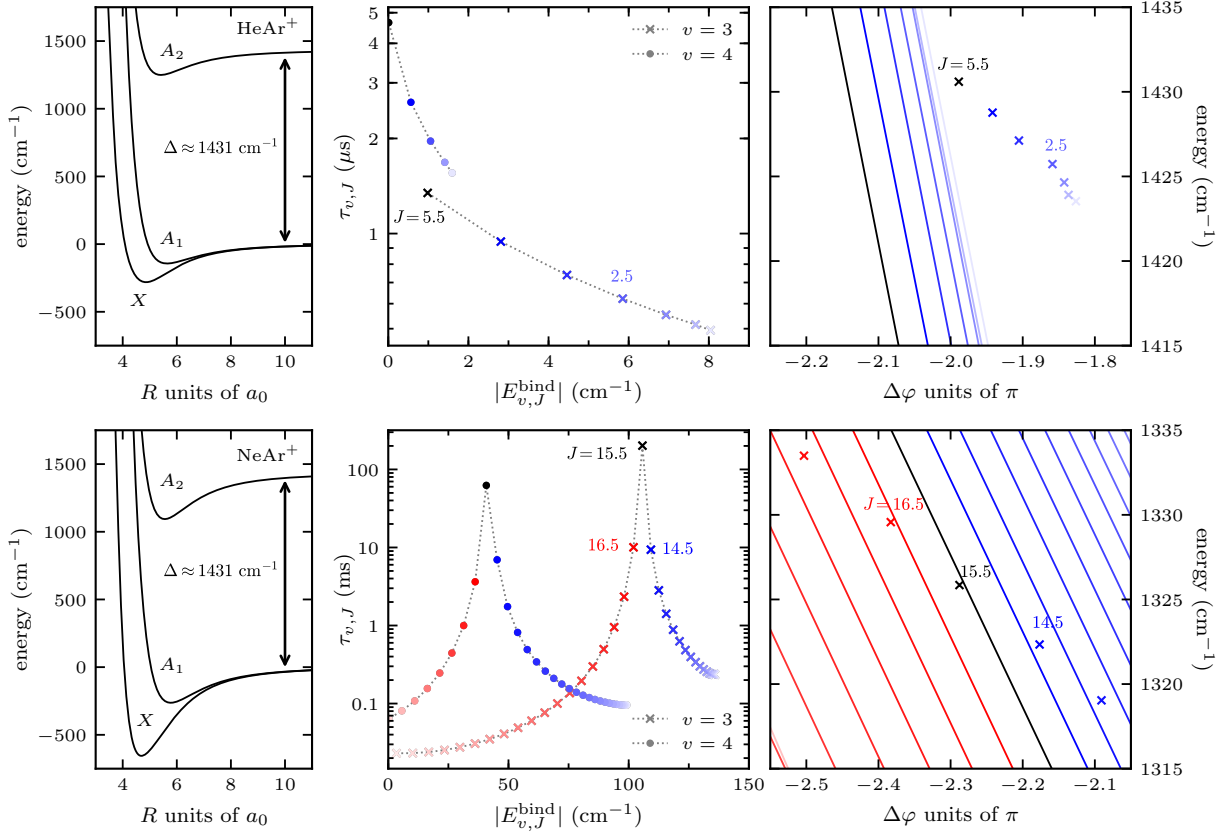 HeAr⁺
A₂
Δ ≈ 1431 cm⁻¹
A₁
X
1500
1000
500
0
−500
energy (cm⁻¹)
4 6 8 10
R units of a₀
v = 3
v = 4
J = 5.5
2.5
5
4
3
2
1
τᵥ,J (μs)
0 2 4 6 8
|Eᵥ,J^bind| (cm⁻¹)
J = 5.5
2.5
1435
1430
1425
1420
1415
energy (cm⁻¹)
−2.2 −2.1 −2.0 −1.9 −1.8
Δφ units of π
NeAr⁺
A₂
Δ ≈ 1431 cm⁻¹
A₁
X
1500
1000
500
0
−500
energy (cm⁻¹)
4 6 8 10
R units of a₀
J = 15.5
16.5
14.5
v = 3
v = 4
100
10
1
0.1
τᵥ,J (ms)
0 50 100 150
|Eᵥ,J^bind| (cm⁻¹)
J = 16.5
15.5
14.5
1335
1330
1325
1320
1315
energy (cm⁻¹)
−2.5 −2.4 −2.3 −2.2 −2.1
Δφ units of π